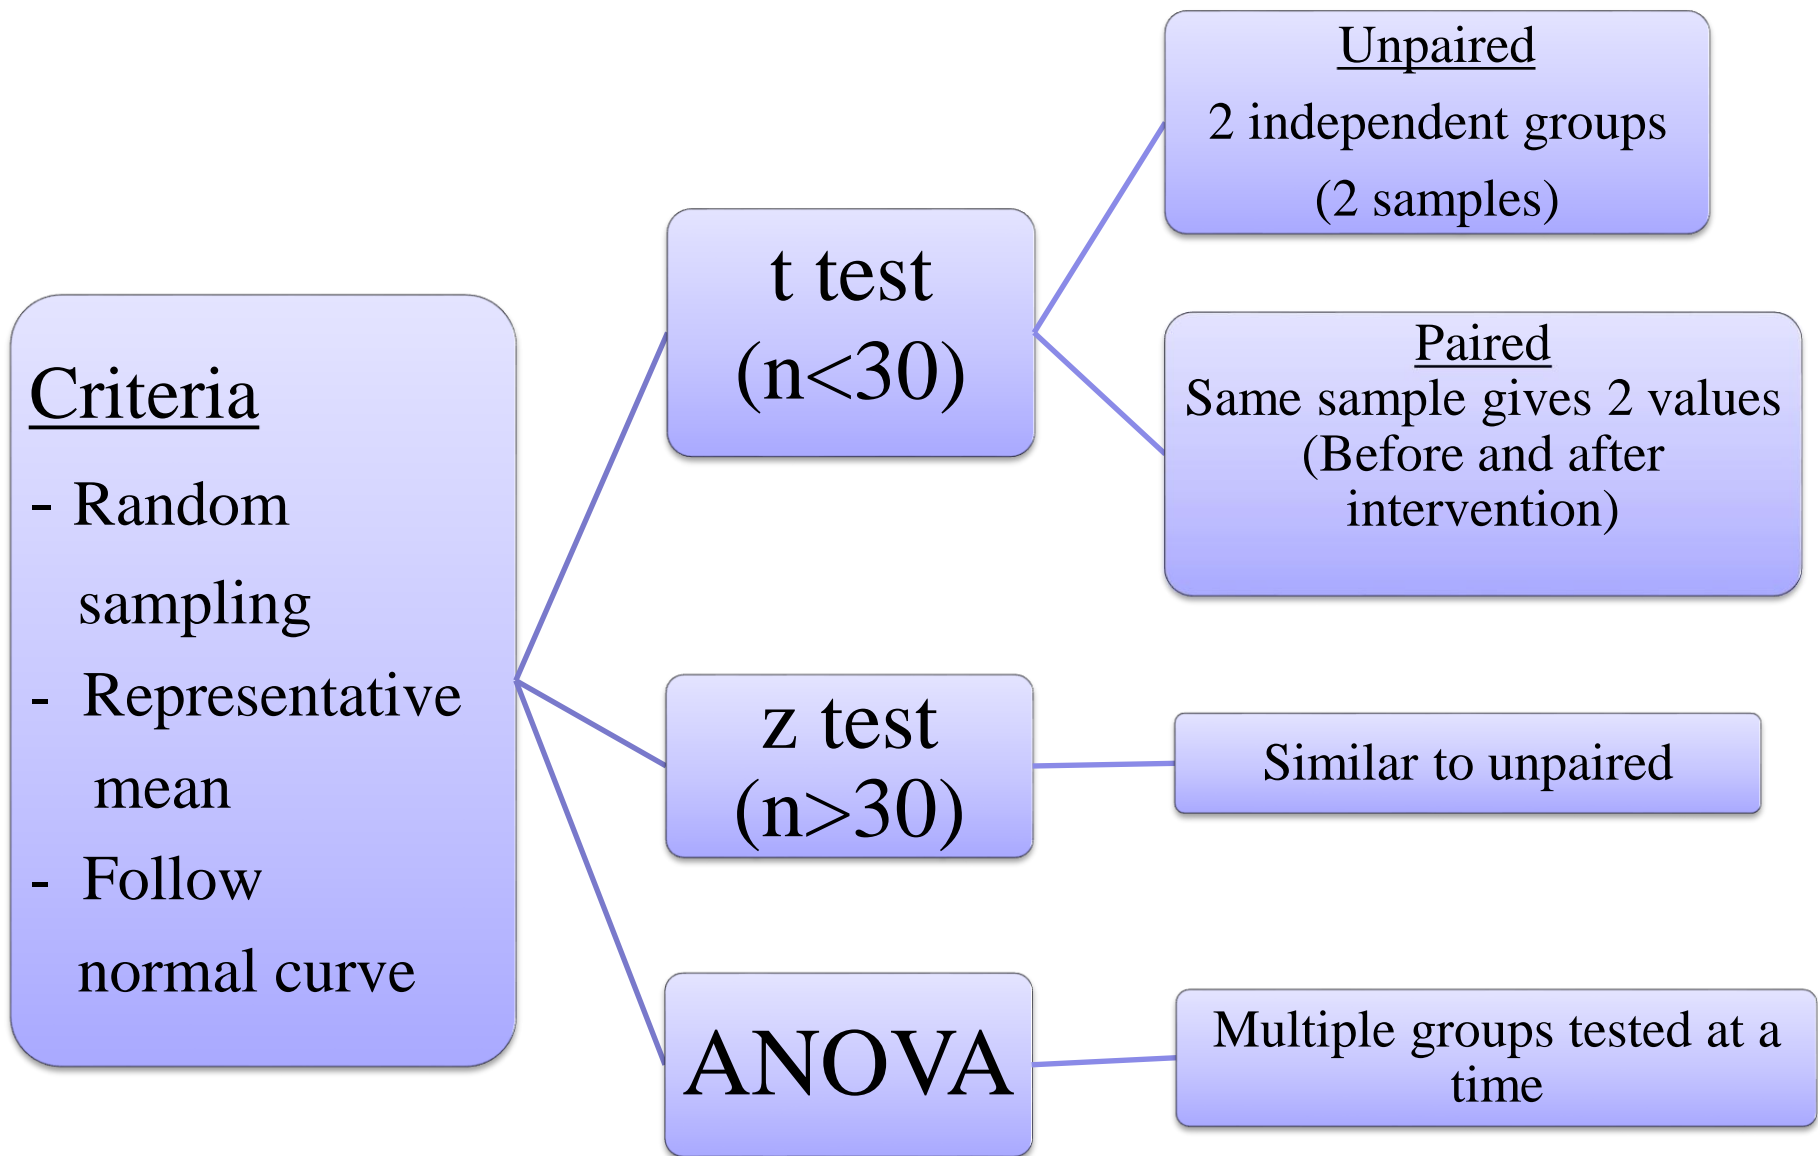 Criteria
- Random
sampling
- Representative
mean
- Follow
normal curve
t test
(n<30)
Unpaired
2 independent groups
(2 samples)
Paired
Same sample gives 2 values
(Before and after
intervention)
z test
(n>30)
Similar to unpaired
ANOVA
Multiple groups tested at a
time